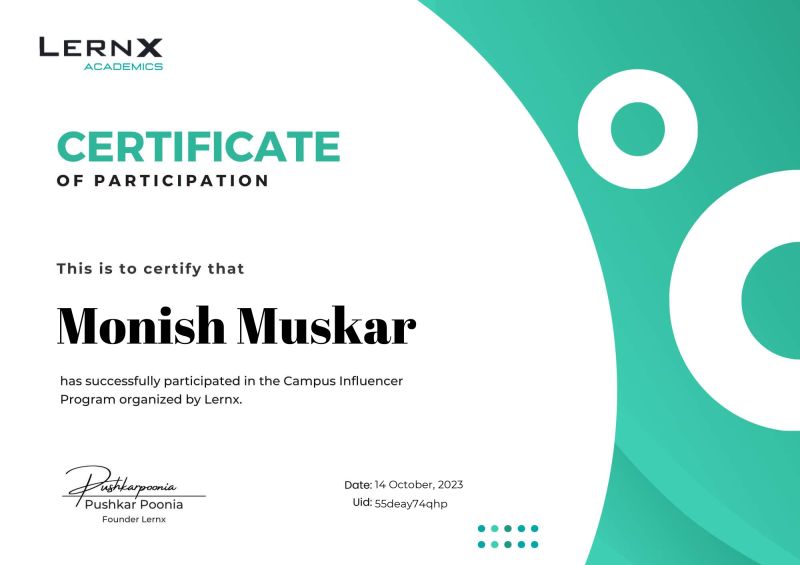 LERNX
ACADEMICS
CERTIFICATE
OF PARTICIPATION
This is to certify that
Monish Muskar
has successfully participated in the Campus Influencer
Program organized by Lernx.
Pushkarpoonia
Pushkar Poonia
Founder Lernx
Date: 14 October, 2023
Uid: 55deay74qhp